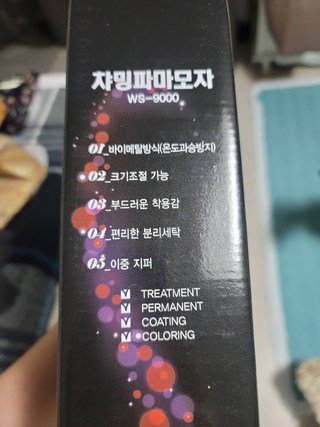 챠밍파마모자
WS-9000
01_바이메탈방식(온도과승방지)
02_크기조절 가능
03_부드러운 착용감
04_편리한 분리세탁
05_이중 지퍼
TREATMENT
PERMANENT
COATING
COLORING